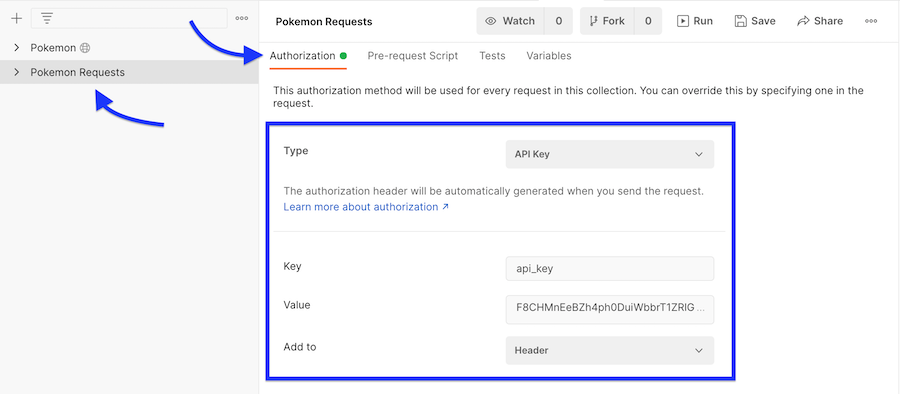 Pokemon
Pokemon Requests
Pokemon Requests
Watch 0 Fork 0 Run Save Share
Authorization Pre-request Script Tests Variables
This authorization method will be used for every request in this collection. You can override this by specifying one in the
request.
Type API Key
The authorization header will be automatically generated when you send the request.
Learn more about authorization ↗
Key api_key
Value F8CHMnEeBZh4ph0DuiWbbrT1ZRIG ...
Add to Header